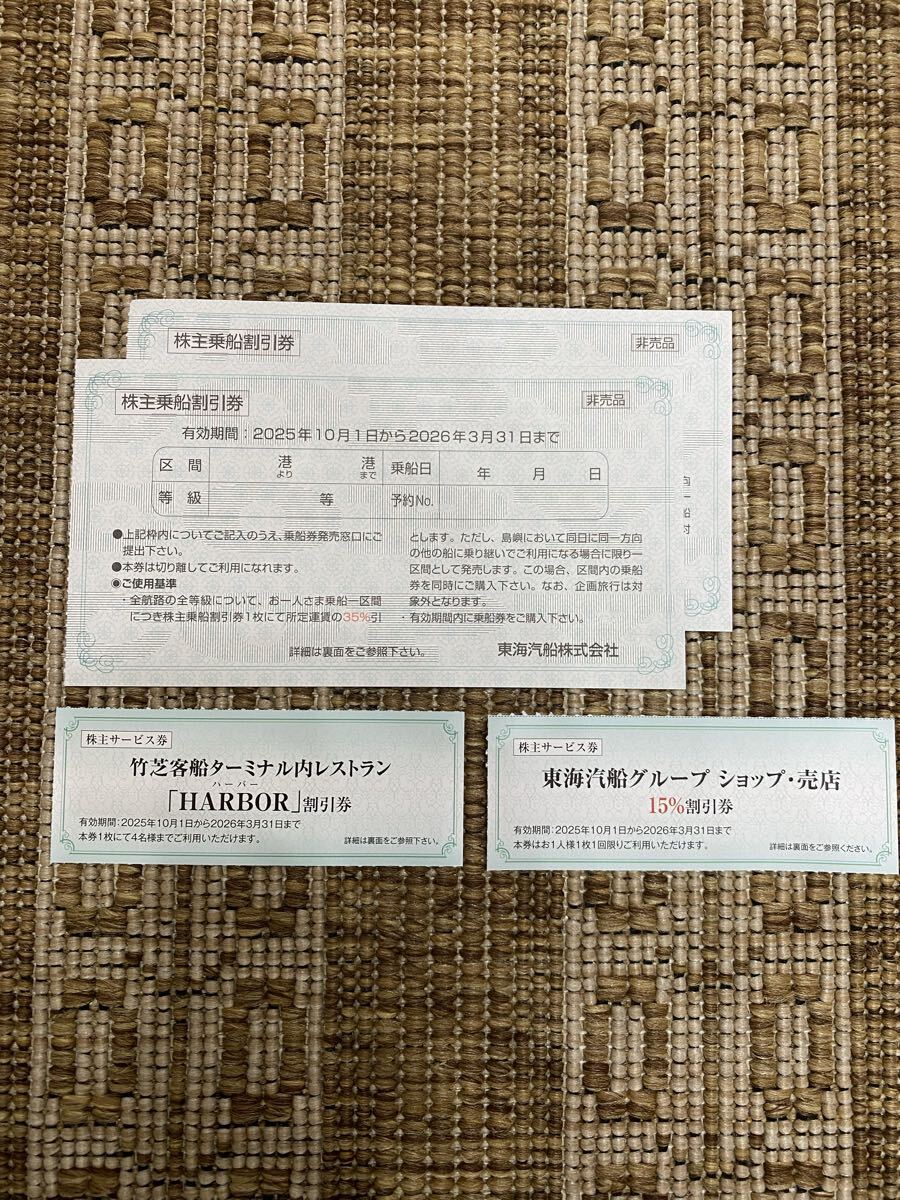 株主乗船割引券
非売品
株主乗船割引券
非売品
有効期間：2025年10月1日から2026年3月31日まで
区間 港より 港まで 乗船日 年 月 日
等級 等 予約No.
●上記枠内についてご記入のうえ、乗船券発売窓口にご
提出下さい。
●本券は切り離してご利用になれます。
◉ご使用基準
・全航路の全等級について、お一人さま乗船一区間
につき株主乗船割引券1枚にて所定運賃の35%引
とします。ただし、島嶼において同日に同一方向
の他の船に乗り継いでご利用になる場合に限り一
区間として発売します。この場合、区間内の乗船
券を同時にご購入下さい。なお、企画旅行は対
象外となります。
・有効期間内に乗船券をご購入下さい。
詳細は裏面をご参照下さい。
東海汽船株式会社
向
一
船
対
株主サービス券
竹芝客船ターミナル内レストラン
ハーバー
「HARBOR」割引券
有効期間：2025年10月1日から2026年3月31日まで
本券1枚にて4名様までご利用いただけます。
詳細は裏面をご参照下さい。
株主サービス券
東海汽船グループ ショップ・売店
15%割引券
有効期間：2025年10月1日から2026年3月31日まで
本券はお1人様1枚1回限りご利用いただけます。
詳細は裏面をご参照ください。